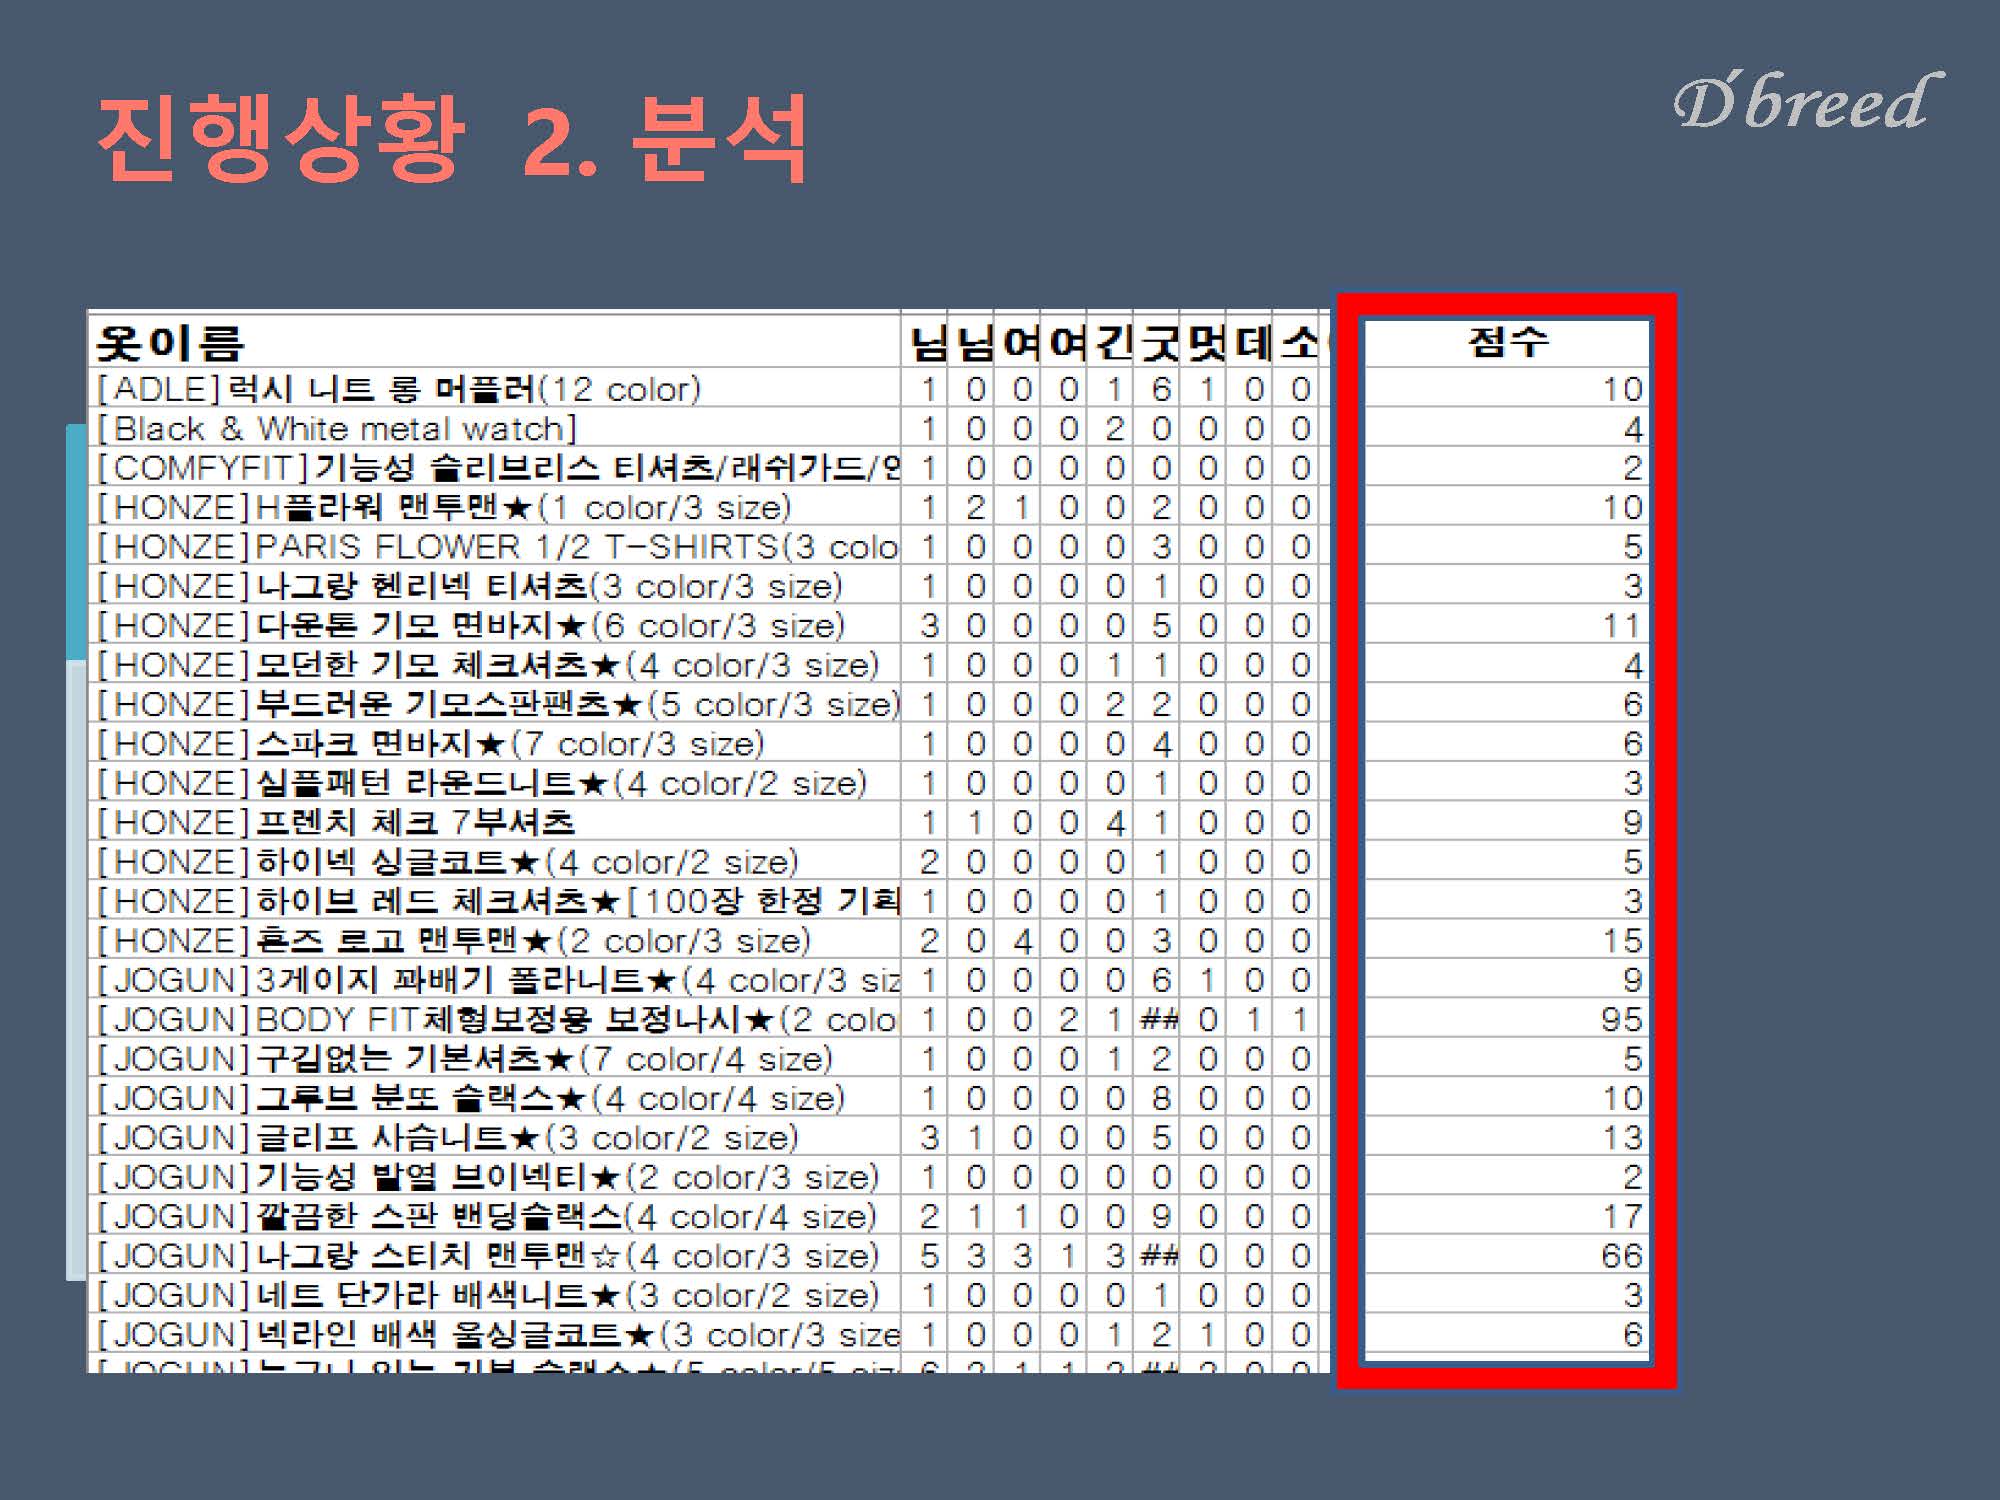 진행상황 2. 분석
D'breed
옷이름 님 님 여 여 긴 굿 멋 데 소 점수
[ADLE]럭시 니트 롱 머플러(12 color) 1 0 0 0 1 6 1 0 0 10
[Black & White metal watch] 1 0 0 0 2 0 0 0 0 4
[COMFYFIT]기능성 슬리브리스 티셔츠/래쉬가드/언 1 0 0 0 0 0 0 0 0 2
[HONZE]H플라워 맨투맨★(1 color/3 size) 1 2 1 0 0 2 0 0 0 10
[HONZE]PARIS FLOWER 1/2 T-SHIRTS(3 colo 1 0 0 0 0 3 0 0 0 5
[HONZE]나그랑 헨리넥 티셔츠(3 color/3 size) 1 0 0 0 0 1 0 0 0 3
[HONZE]다운톤 기모 면바지★(6 color/3 size) 3 0 0 0 0 5 0 0 0 11
[HONZE]모던한 기모 체크셔츠★(4 color/3 size) 1 0 0 0 1 1 0 0 0 4
[HONZE]부드러운 기모스판팬츠★(5 color/3 size) 1 0 0 0 2 2 0 0 0 6
[HONZE]스파크 면바지★(7 color/3 size) 1 0 0 0 0 4 0 0 0 6
[HONZE]심플패턴 라운드니트★(4 color/2 size) 1 0 0 0 0 1 0 0 0 3
[HONZE]프렌치 체크 7부셔츠 1 1 0 0 4 1 0 0 0 9
[HONZE]하이넥 싱글코트★(4 color/2 size) 2 0 0 0 0 1 0 0 0 5
[HONZE]하이브 레드 체크셔츠★[100장 한정 기획 1 0 0 0 0 1 0 0 0 3
[HONZE]혼즈 로고 맨투맨★(2 color/3 size) 2 0 4 0 0 3 0 0 0 15
[JOGUN]3게이지 꽈배기 폴라니트★(4 color/3 siz 1 0 0 0 0 6 1 0 0 9
[JOGUN]BODY FIT체형보정용 보정나시★(2 colo 1 0 0 2 1 ## 0 1 1 95
[JOGUN]구김없는 기본셔츠★(7 color/4 size) 1 0 0 0 1 2 0 0 0 5
[JOGUN]그루브 분또 슬랙스★(4 color/4 size) 1 0 0 0 0 8 0 0 0 10
[JOGUN]글리프 사슴니트★(3 color/2 size) 3 1 0 0 0 5 0 0 0 13
[JOGUN]기능성 발열 브이넥티★(2 color/3 size) 1 0 0 0 0 0 0 0 0 2
[JOGUN]깔끔한 스판 밴딩슬랙스(4 color/4 size) 2 1 1 0 0 9 0 0 0 17
[JOGUN]나그랑 스티치 맨투맨☆(4 color/3 size) 5 3 3 1 3 ## 0 0 0 66
[JOGUN]네트 단가라 배색니트★(3 color/2 size) 1 0 0 0 0 1 0 0 0 3
[JOGUN]넥라인 배색 울싱글코트★(3 color/3 size 1 0 0 0 1 2 1 0 0 6